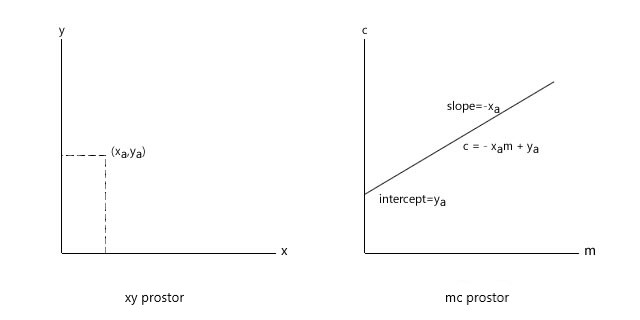 y
(xa,ya)
x
xy prostor
c
slope=-xa
c = - xam + ya
intercept=ya
m
mc prostor